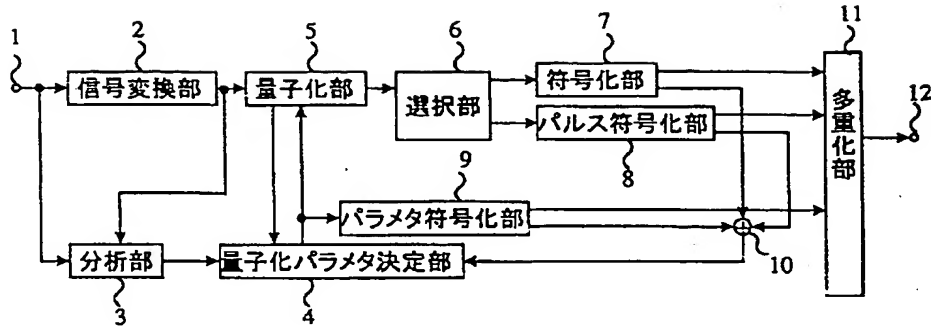 1
2
5
6
7
11
信号変換部
量子化部
選択部
符号化部
パルス符号化部
8
多重化部
12
9
パラメタ符号化部
10
分析部
量子化パラメタ決定部
3
4